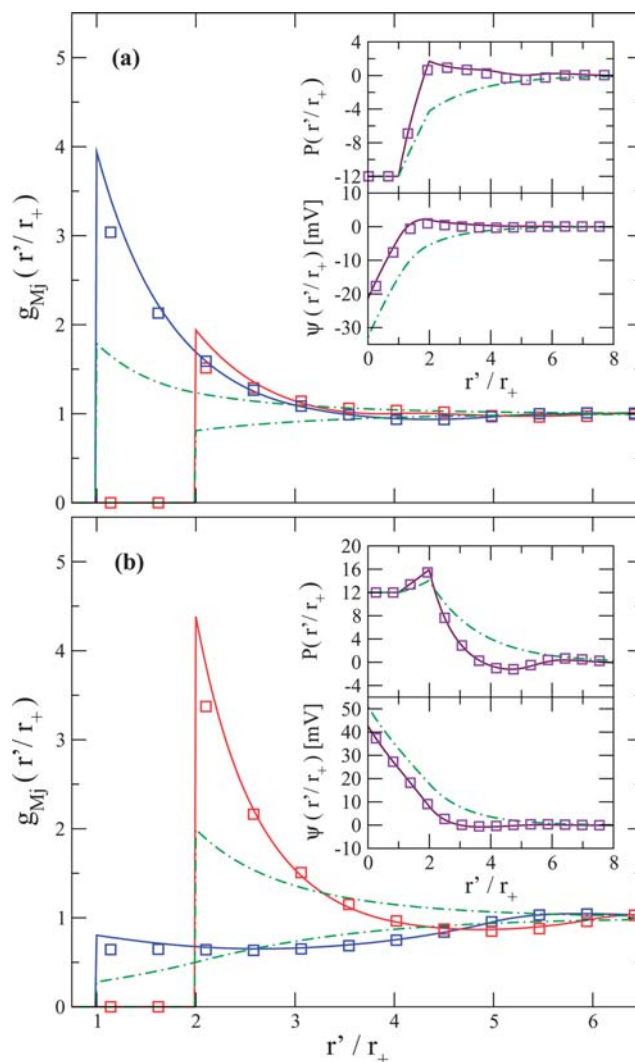 (a)
g_Mj(r'/r_+)
5
4
3
2
1
0
P(r'/r_+)
4
0
-4
-8
-12
ψ(r'/r_+) [mV]
10
0
-10
-20
-30
0 2 4 6 8
r'/r_+
(b)
g_Mj(r'/r_+)
5
4
3
2
1
0
P(r'/r_+)
20
16
12
8
4
0
-4
ψ(r'/r_+) [mV]
50
40
30
20
10
0
-10
0 2 4 6 8
r'/r_+
1 2 3 4 5 6
r'/r_+